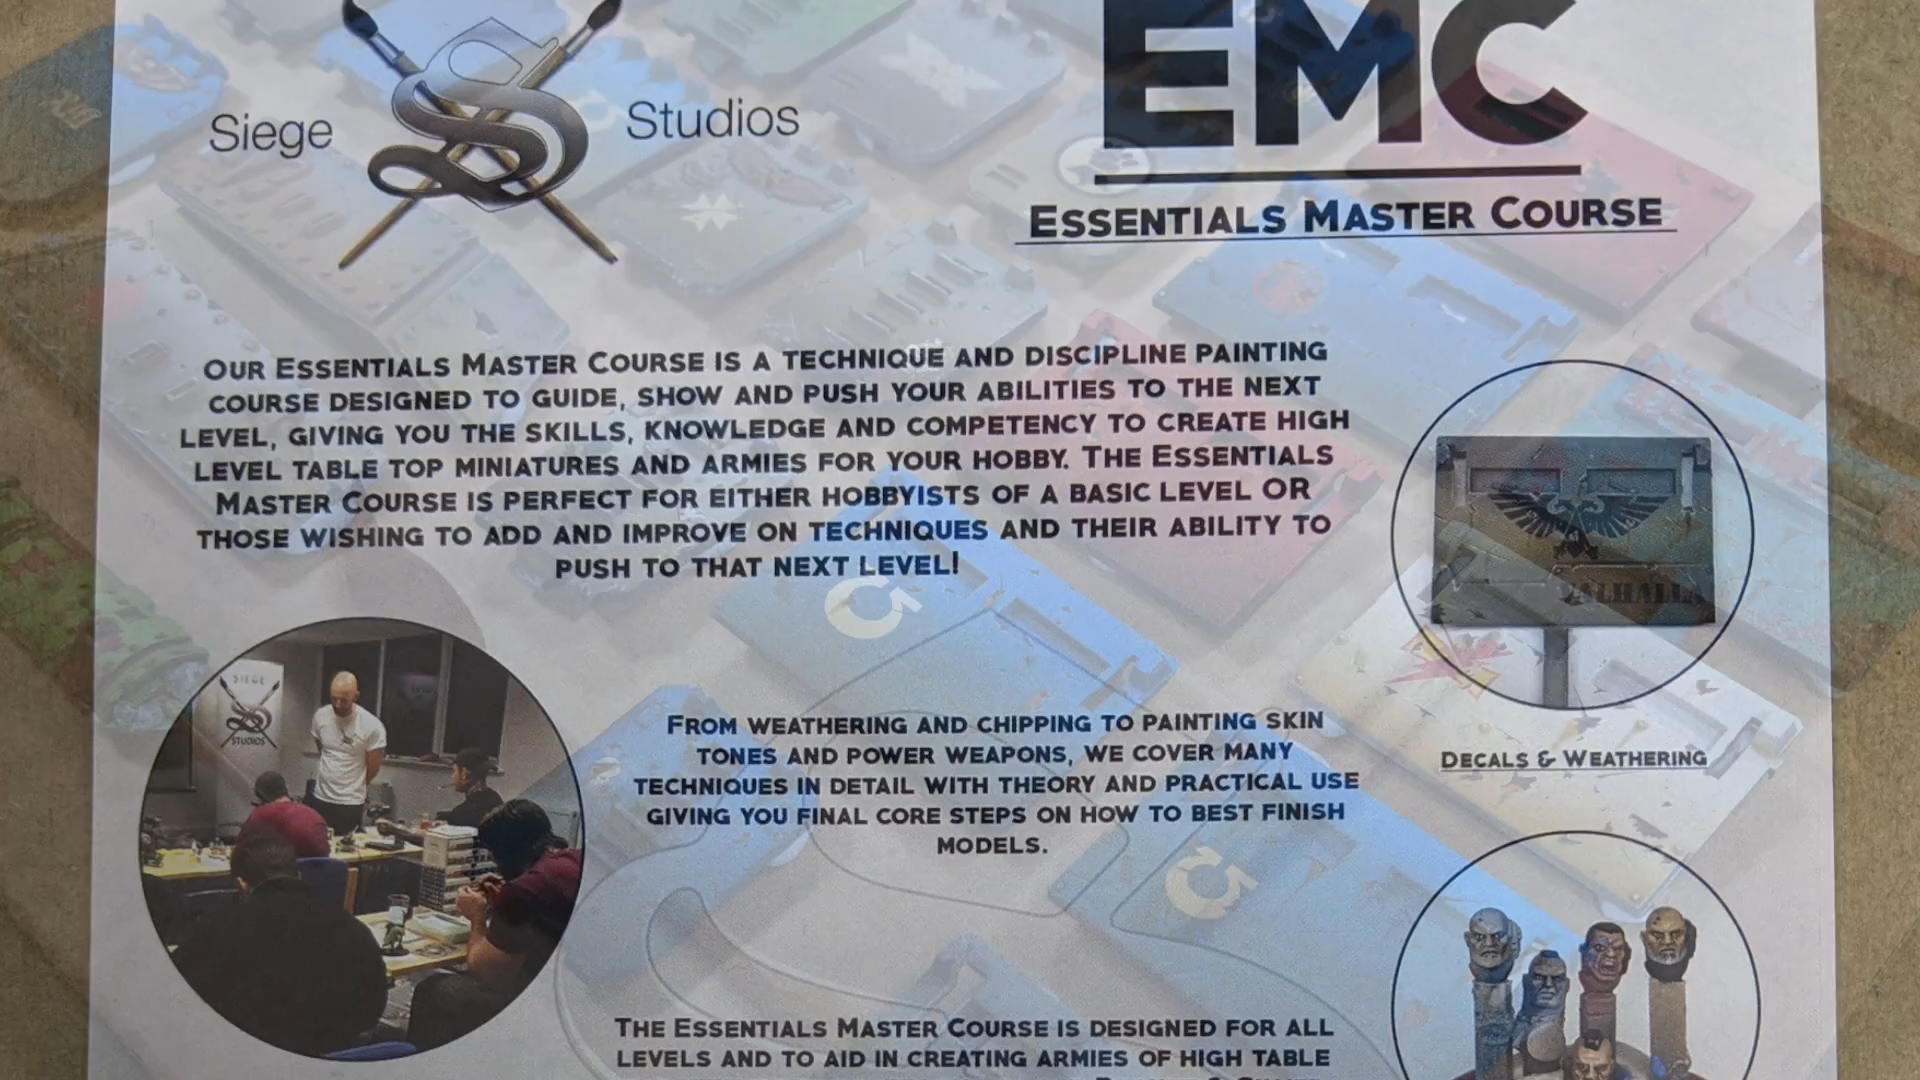 Siege Studios
EMC
Essentials Master Course
Our Essentials Master Course is a technique and discipline painting
course designed to guide, show and push your abilities to the next
level, giving you the skills, knowledge and competency to create high
level table top miniatures and armies for your hobby. The Essentials
Master Course is perfect for either hobbyists of a basic level or
those wishing to add and improve on techniques and their ability to
push to that next level!
VALHALLA
Siege
Studios
From weathering and chipping to painting skin
tones and power weapons, we cover many
techniques in detail with theory and practical use
giving you final core steps on how to best finish
models.
Decals & Weathering
The Essentials Master Course is designed for all
levels and to aid in creating armies of high table